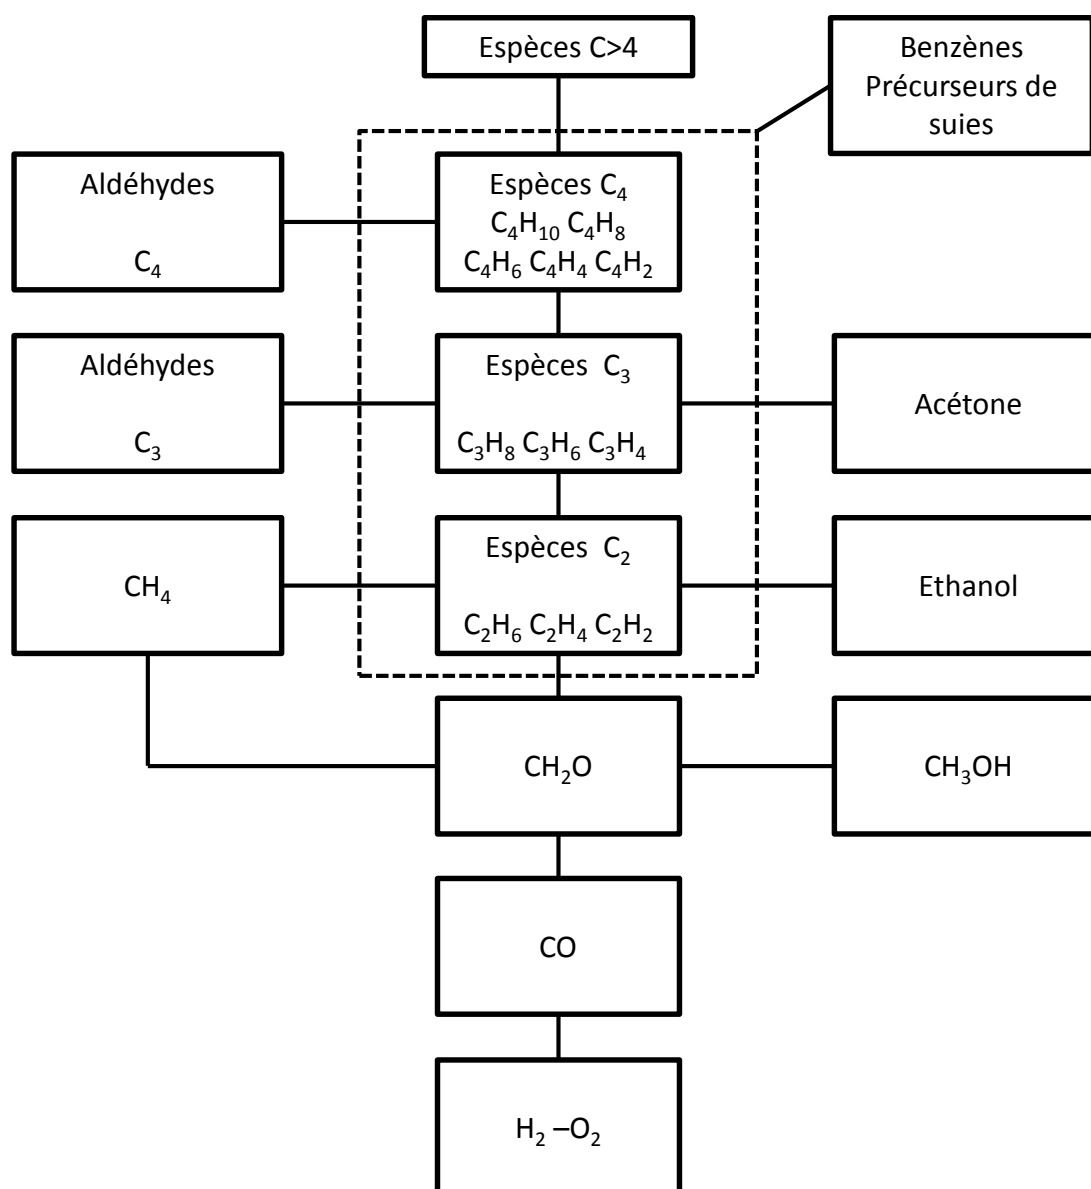 Espèces C>4
Benzènes
Précurseurs de
suies
Aldéhydes
C₄
Espèces C₄
C₄H₁₀ C₄H₈
C₄H₆ C₄H₄ C₄H₂
Aldéhydes
C₃
Espèces C₃
C₃H₈ C₃H₆ C₃H₄
Acétone
CH₄
Espèces C₂
C₂H₆ C₂H₄ C₂H₂
Ethanol
CH₂O
CH₃OH
CO
H₂ –O₂